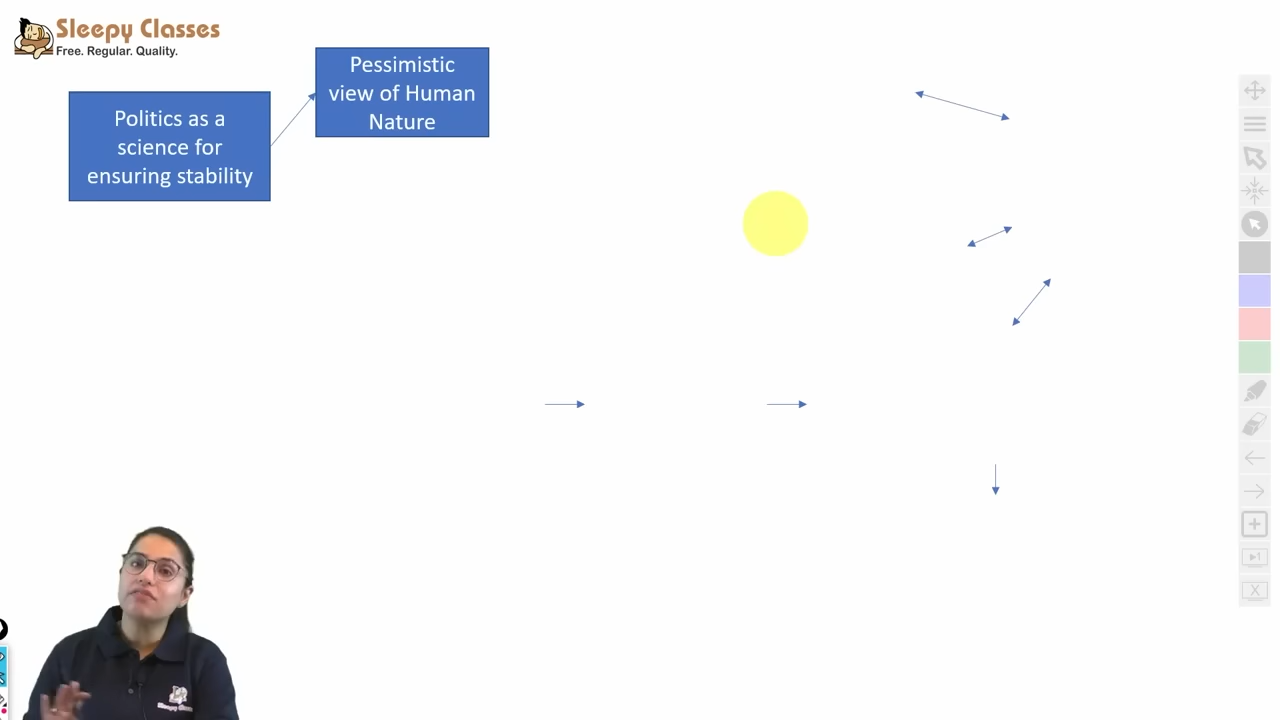 Sleepy Classes
Free. Regular. Quality.
Pessimistic
view of Human
Nature
Politics as a
science for
ensuring stability